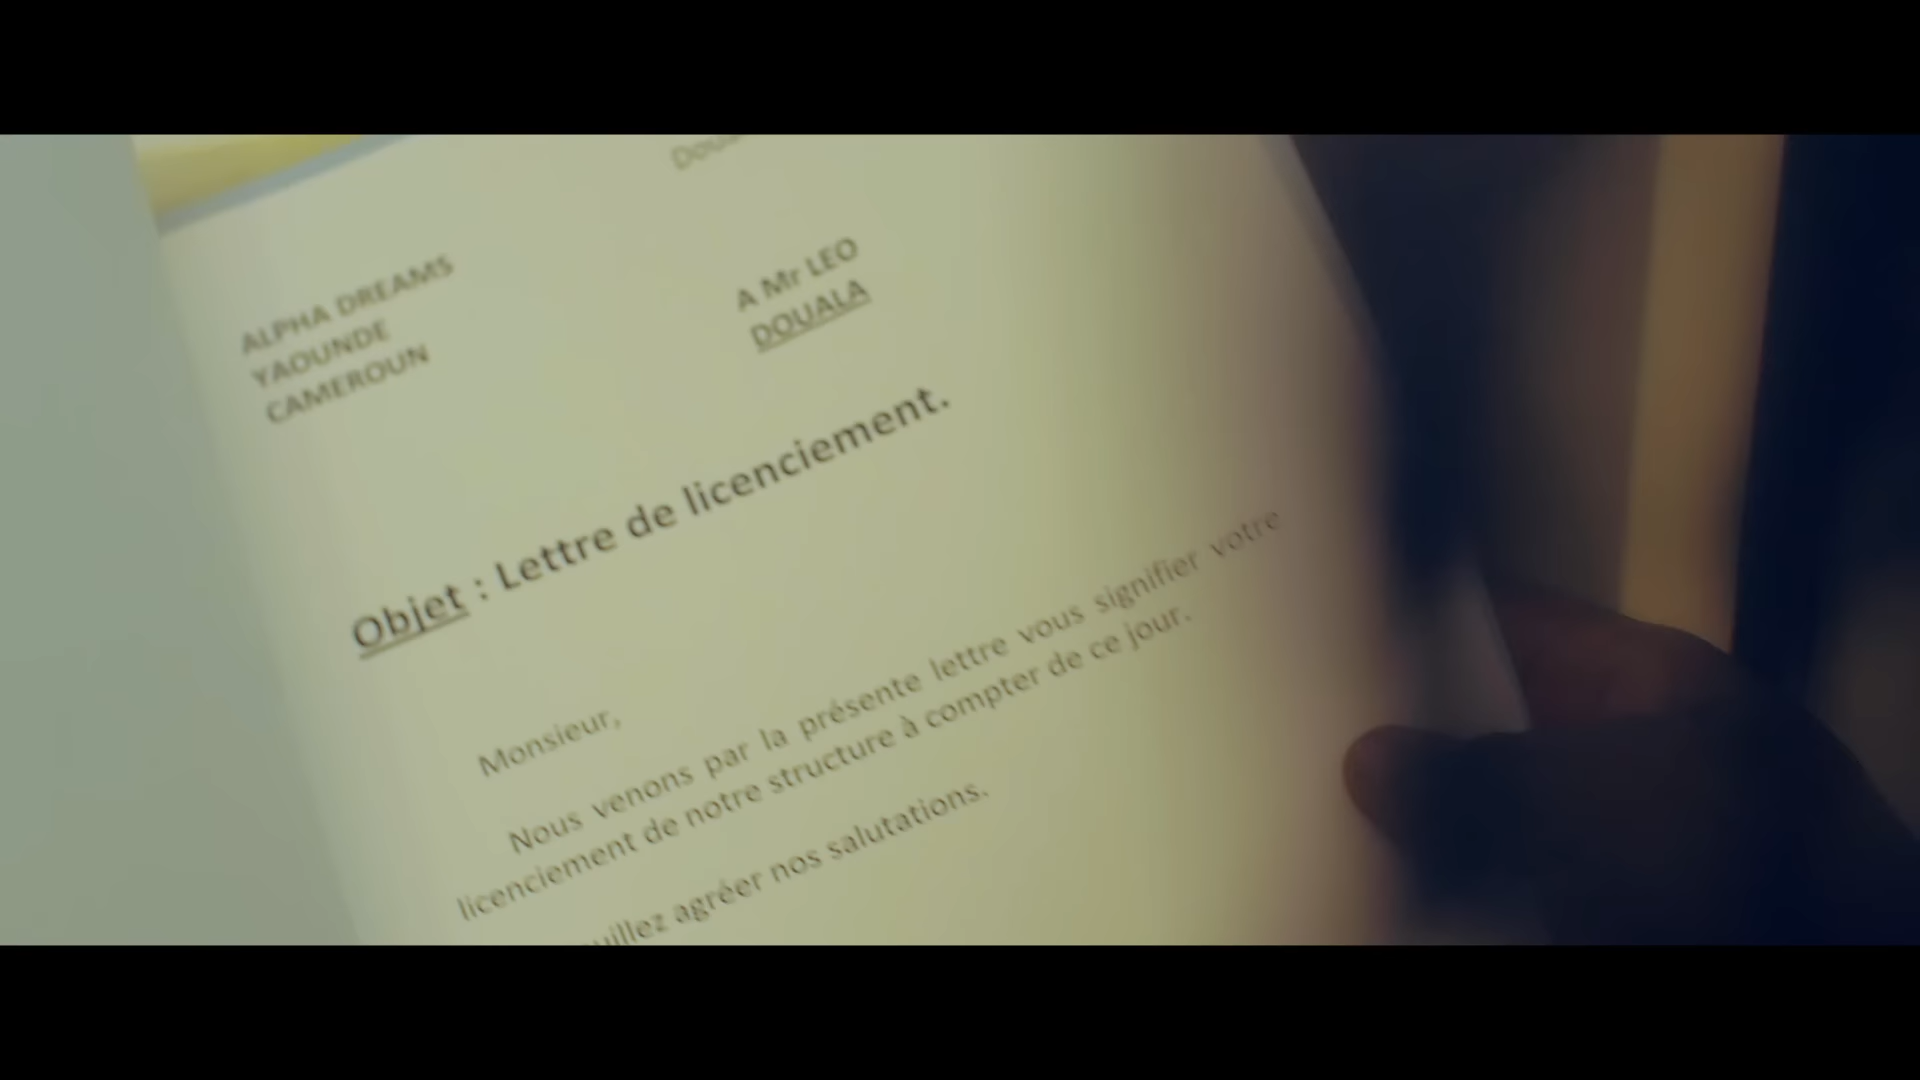 ALPHA DREAMS
YAOUNDE
CAMEROUN
A Mr LEO
DOUALA
Objet : Lettre de licenciement.
Monsieur,
Nous venons par la présente lettre vous signifier votre
licenciement de notre structure à compter de ce jour.
agréer nos salutations.